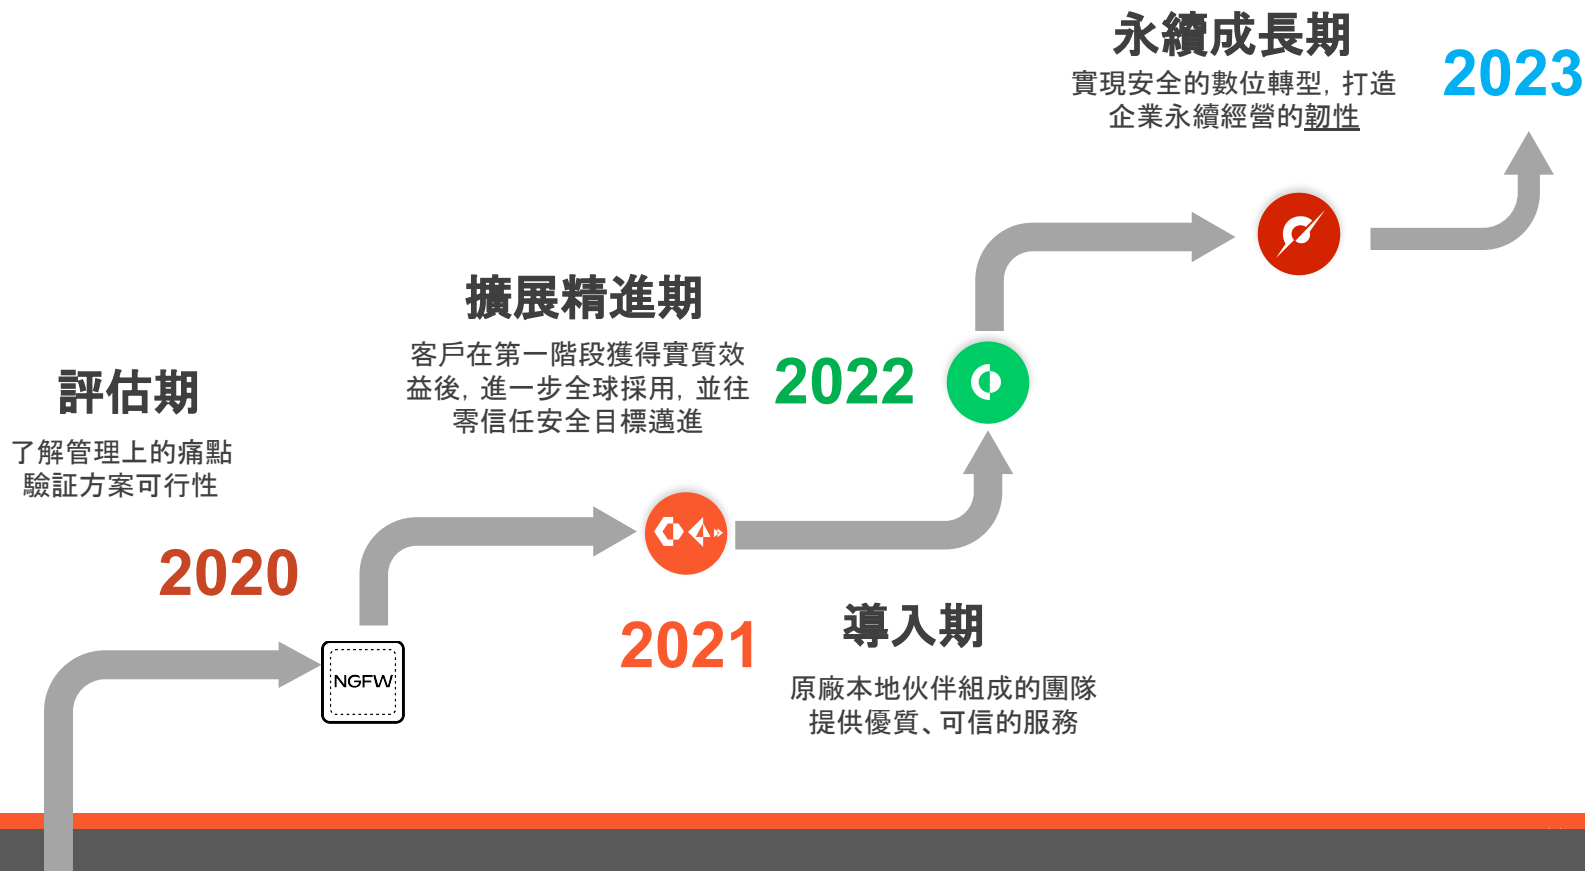 永續成長期
2023
實現安全的數位轉型, 打造
企業永續經營的韌性
擴展精進期
客戶在第一階段獲得實質效
益後, 進一步全球採用, 並往
零信任安全目標邁進
2022
評估期
了解管理上的痛點
驗証方案可行性
2020
NGFW
2021
導入期
原廠本地伙伴組成的團隊
提供優質、可信的服務